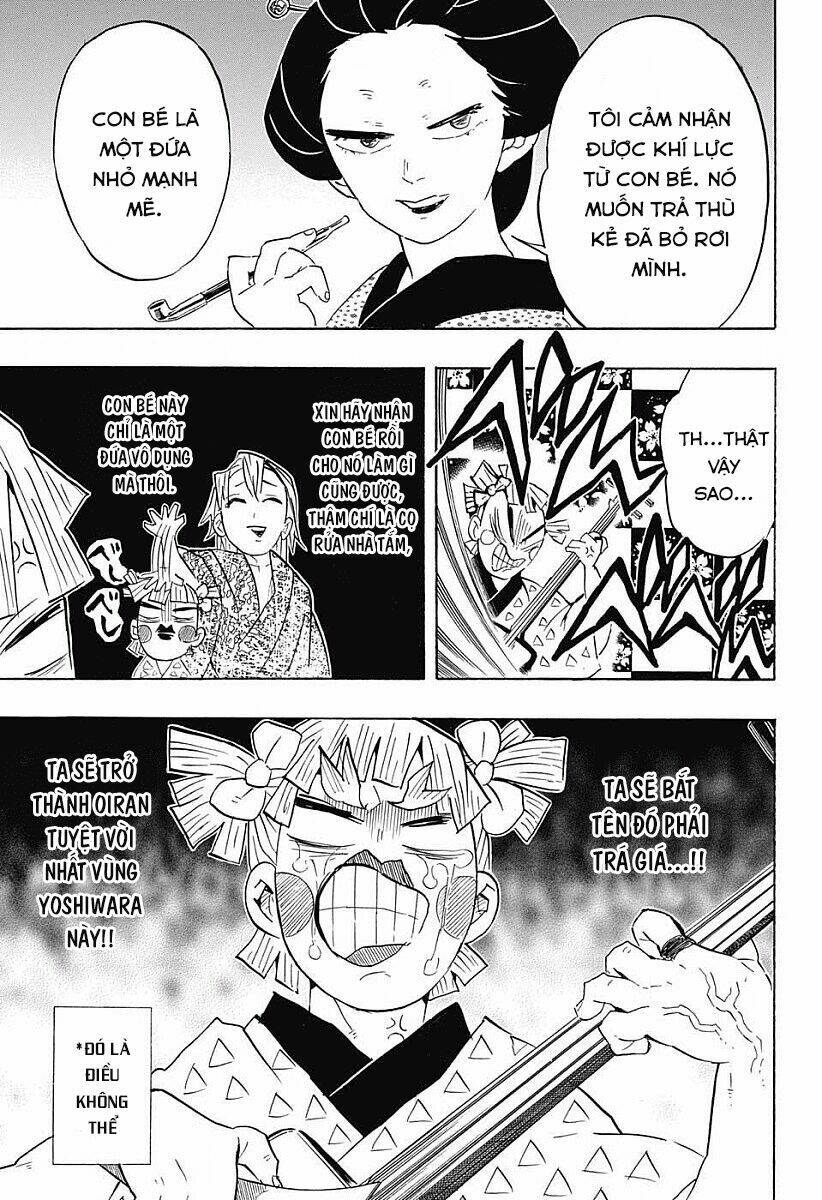 TÔI CẢM NHẬN
ĐƯỢC KHÍ LỰC
TỪ CON BÉ. NÓ
MUỐN TRẢ THÙ
KẺ ĐÃ BỎ RƠI
MÌNH.
CON BÉ LÀ
MỘT ĐỨA
NHỎ MẠNH
MẼ.
TH...THẬT
VẬY
SAO...
XIN HÃY NHẬN
CON BÉ RỒI
CHO NÓ LÀM GÌ
CŨNG ĐƯỢC,
THẬM CHÍ LÀ CỌ
RỬA NHÀ TẮM,
CON BÉ NÀY
CHỈ LÀ MỘT
ĐÚA VÔ DỤNG
MÀ THÔI.
TA SẼ BẮT
TÊN ĐÓ PHẢI
TRÁ GIÁ...!!
TA SẼ TRỞ
THÀNH OIRAN
TUYỆT VỜI
NHẤT VÙNG
YOSHIWARA
NÀY!!
*ĐÓ LÀ
ĐIỀU
KHÔNG
THỂ